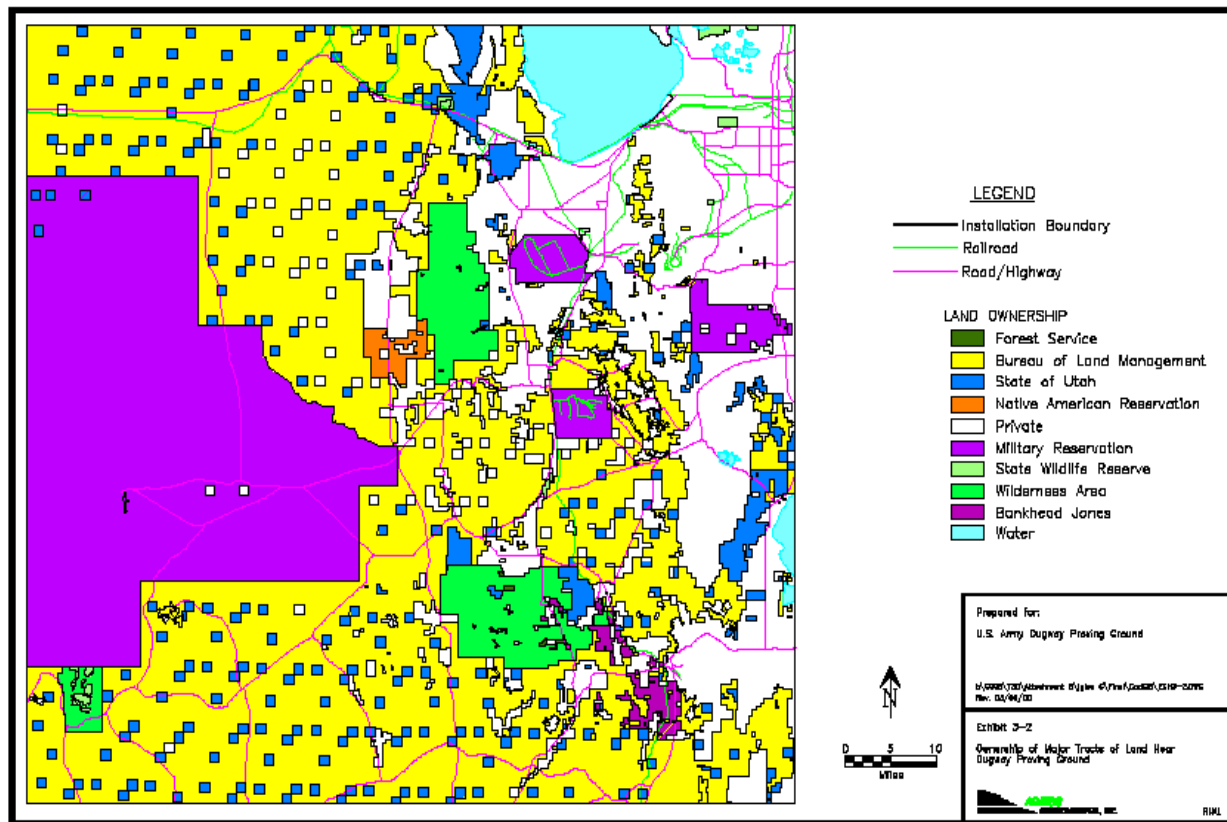 LEGEND
Installation Boundary
Railroad
Road/Highway
LAND OWNERSHIP
Forest Service
Bureau of Land Management
State of Utah
Native American Reservation
Private
Military Reservation
State Wildlife Reserve
Wilderness Area
Bankhead Jones
Water
N
0 5 10
Miles
Prepared for:
U.S. Army Dugway Proving Ground
Exhibit 3-2
Ownership of Major Tracts of Land Near
Dugway Proving Ground